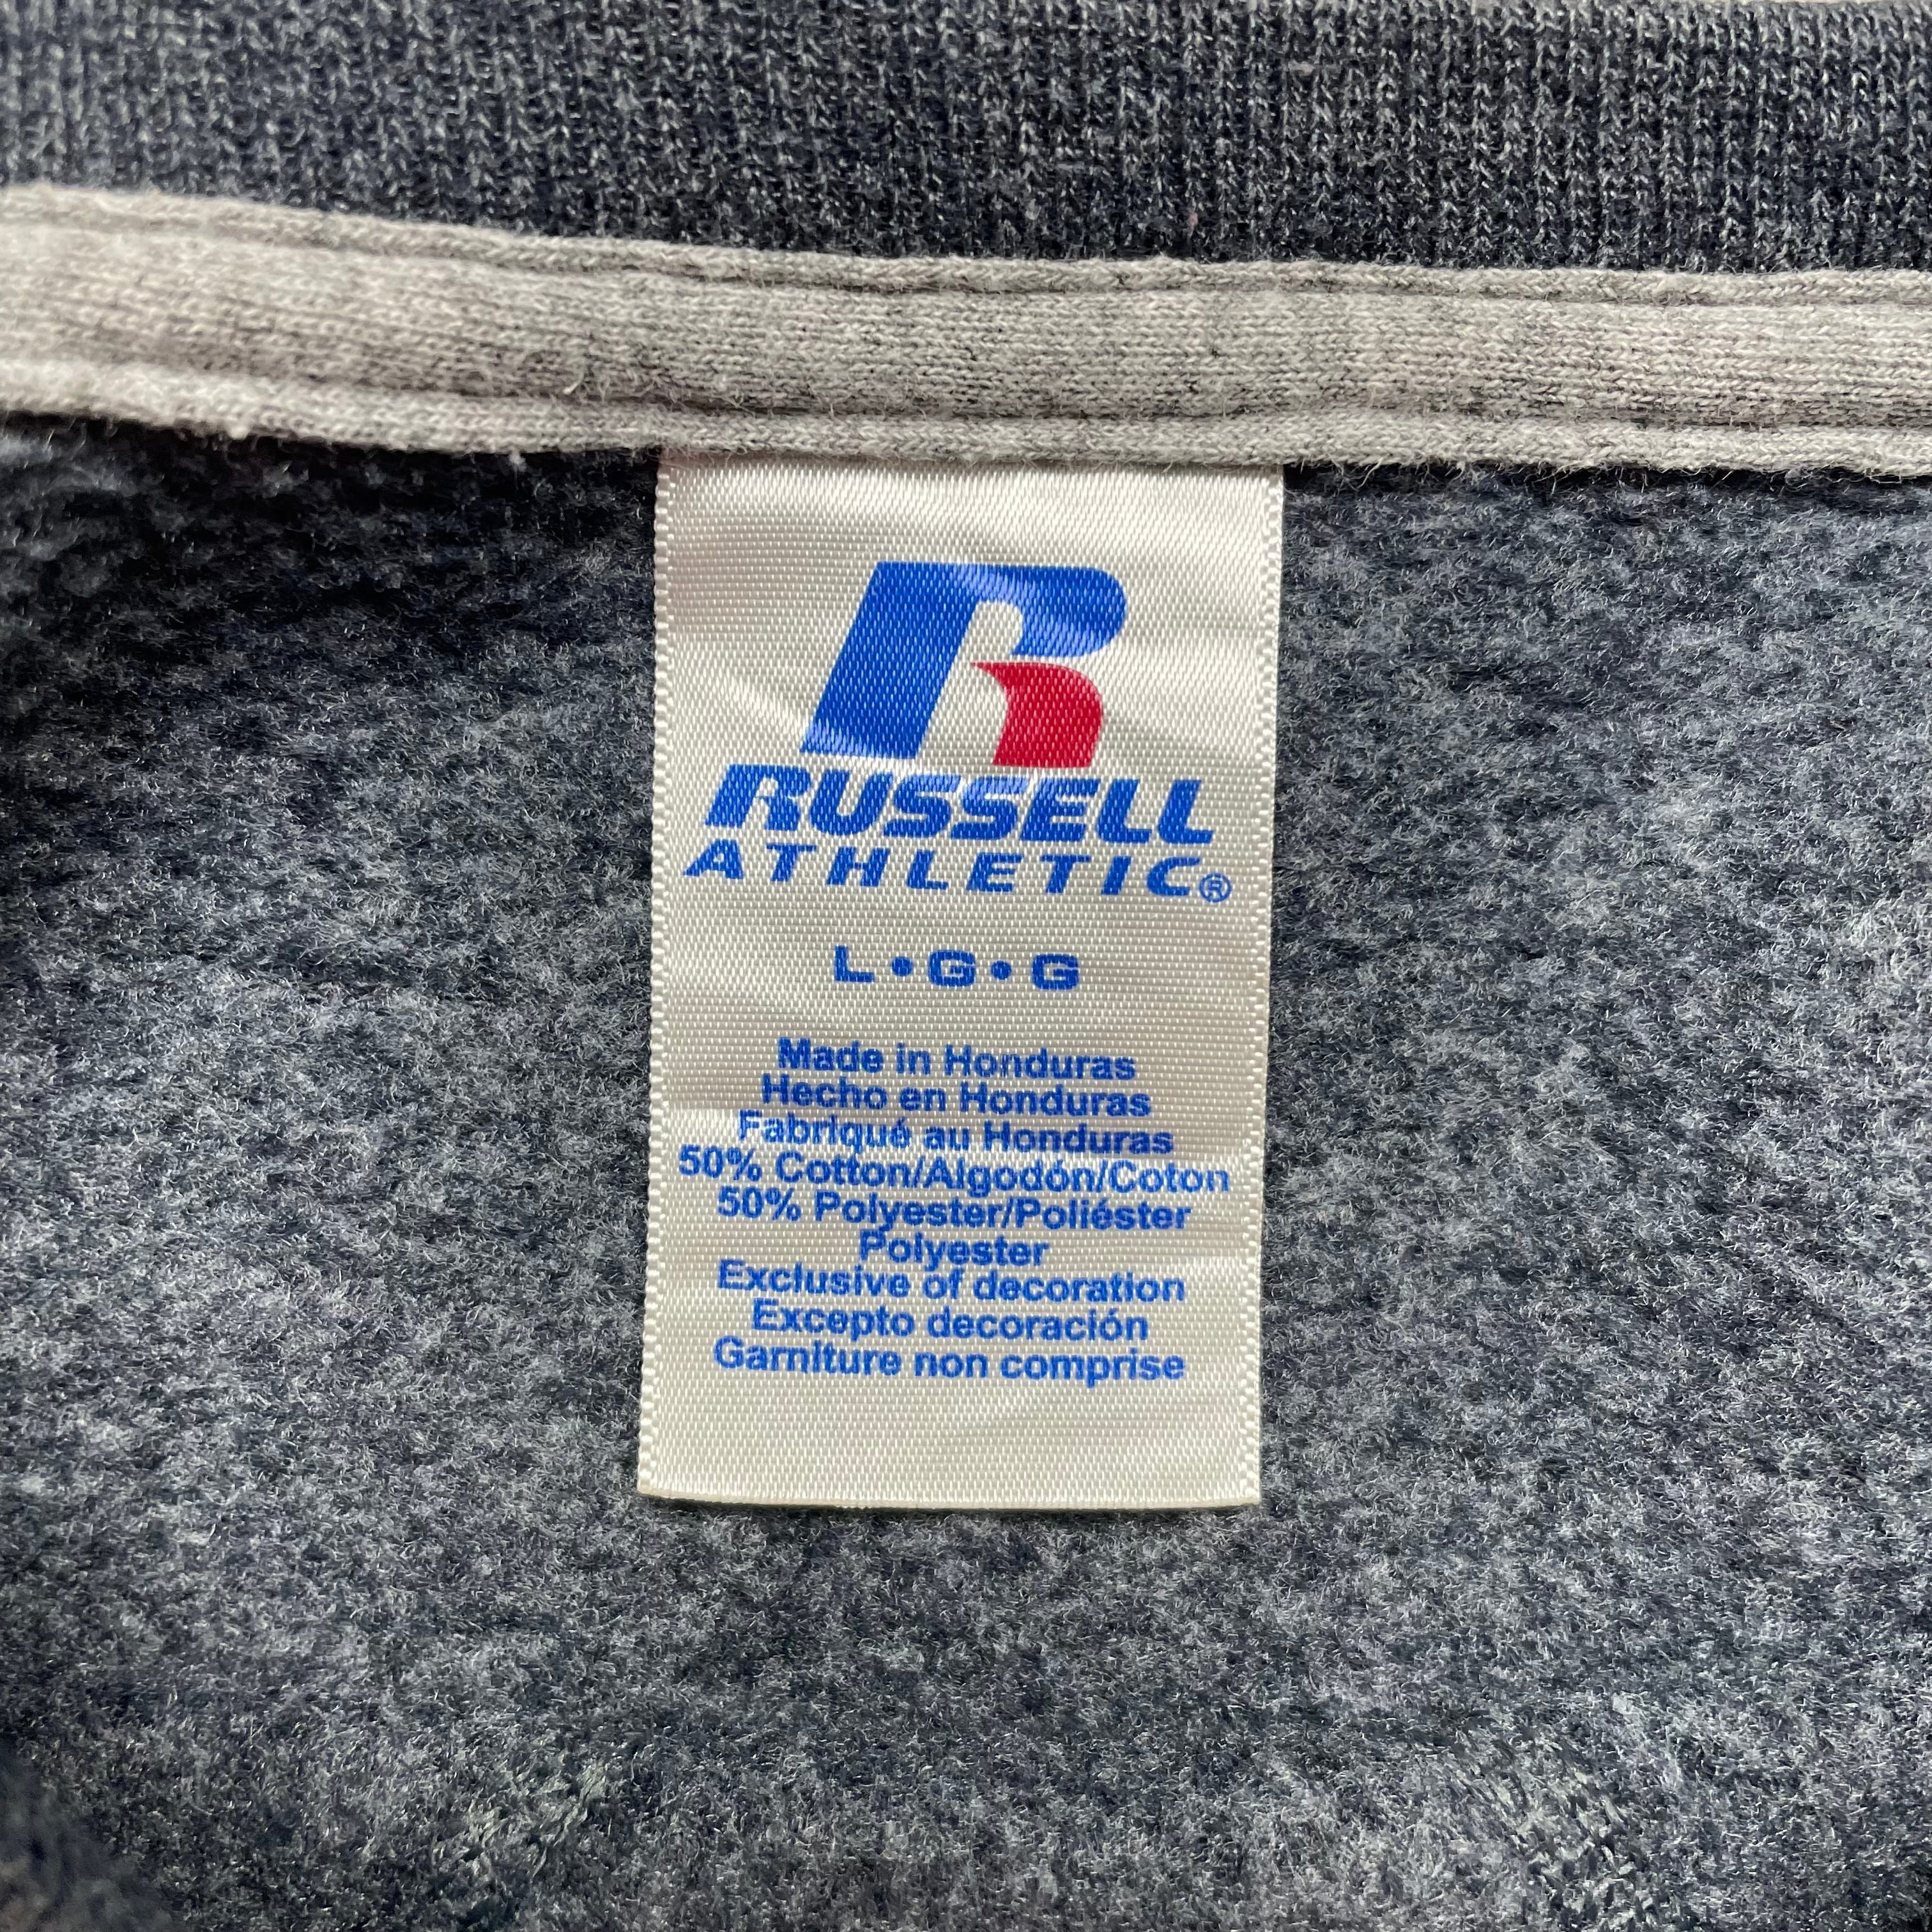 R
RUSSELL
ATHLETIC®
L•G•G
Made in Honduras
Hecho en Honduras
Fabriqué au Honduras
50% Cotton/Algodón/Coton
50% Polyester/Poliéster
Polyester
Exclusive of decoration
Excepto decoración
Garniture non comprise